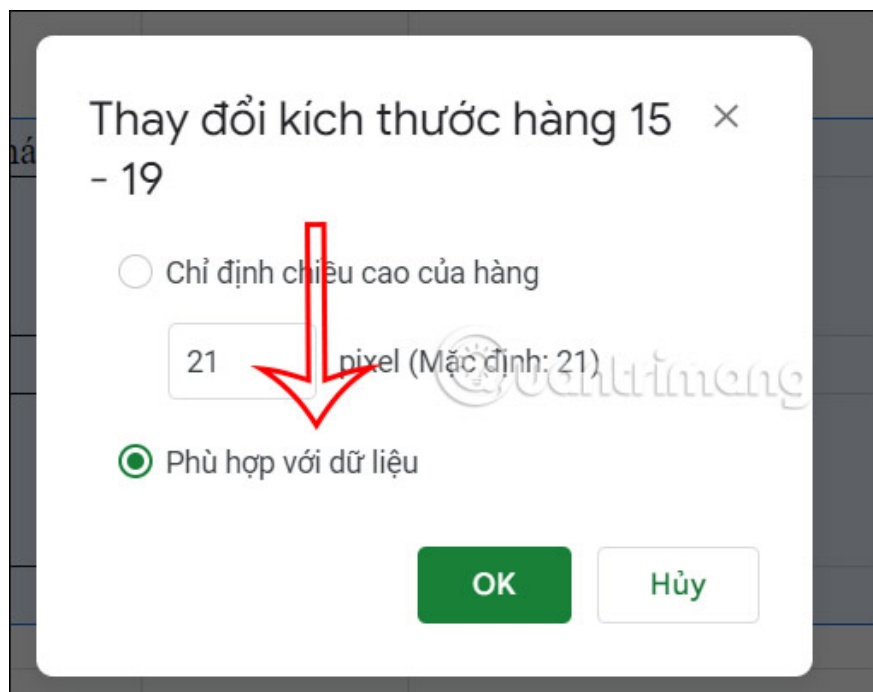 Thay đổi kích thước hàng 15
- 19
Chỉ định chiều cao của hàng
21 pixel (Mặc định: 21)
Phù hợp với dữ liệu
OK Hủy
uantrimang